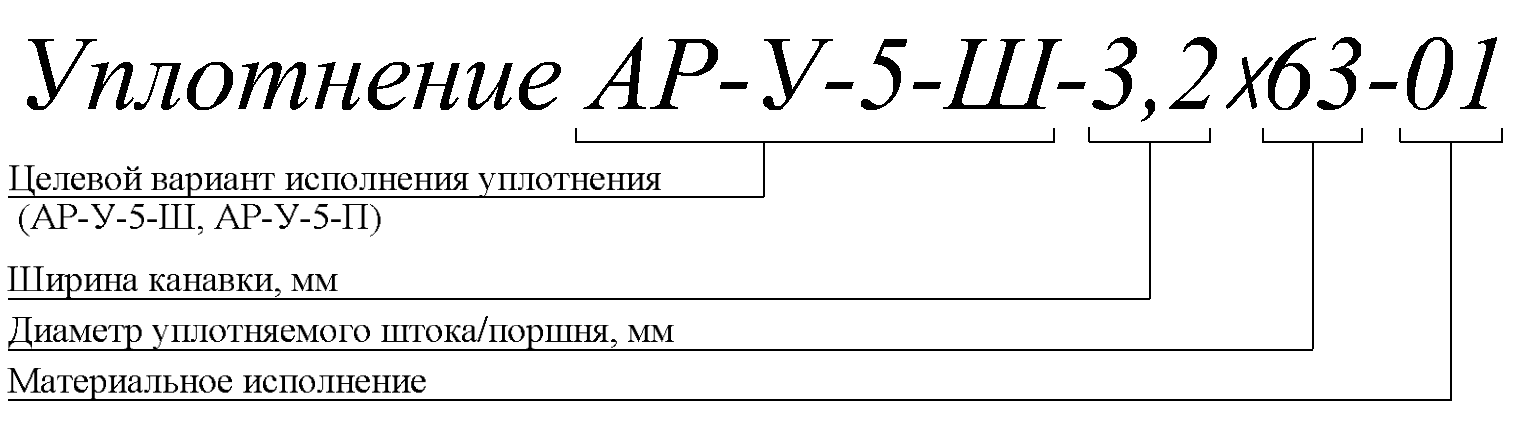 Уплотнение АР-У-5-Ш-3,2х63-01
Целевой вариант исполнения уплотнения
(АР-У-5-Ш, АР-У-5-П)
Ширина канавки, мм
Диаметр уплотняемого штока/поршня, мм
Материальное исполнение